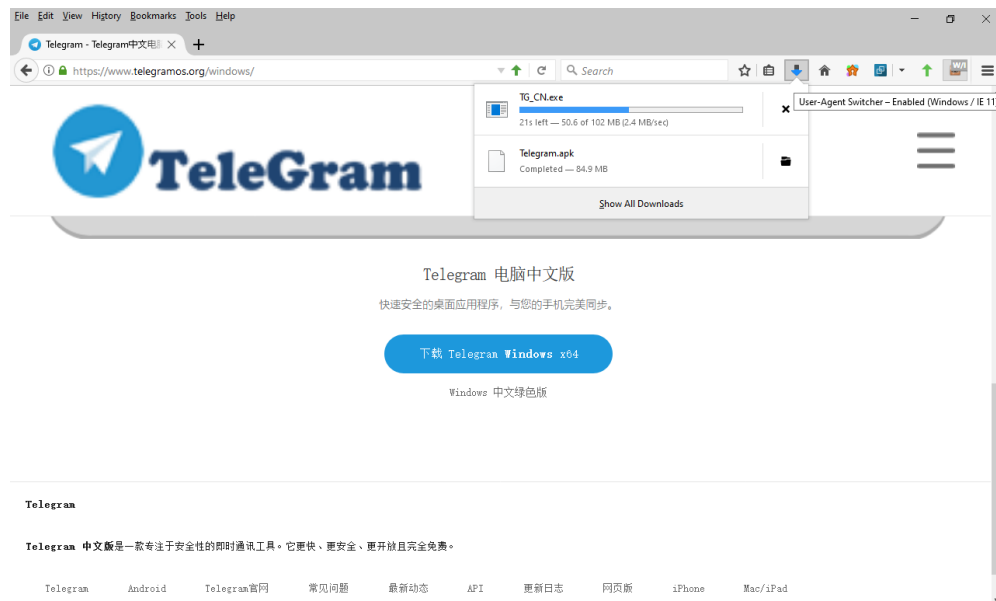 File Edit View History Bookmarks Tools Help
Telegram - Telegram中文电
https://www.telegramos.org/windows/
Search
TG_CN.exe
21s left — 50.6 of 102 MB (2.4 MB/sec)
User-Agent Switcher – Enabled (Windows / IE 11
Telegram.apk
Completed — 84.9 MB
Show All Downloads
TeleGram
Telegram 电脑中文版
快速安全的桌面应用程序，与您的手机完美同步。
下载 Telegram Windows x64
Windows 中文绿色版
Telegram
Telegram 中文版是一款专注于安全性的即时通讯工具。它更快、更安全、更开放且完全免费。
Telegram Android Telegram官网 常见问题 最新动态 API 更新日志 网页版 iPhone Mac/iPad